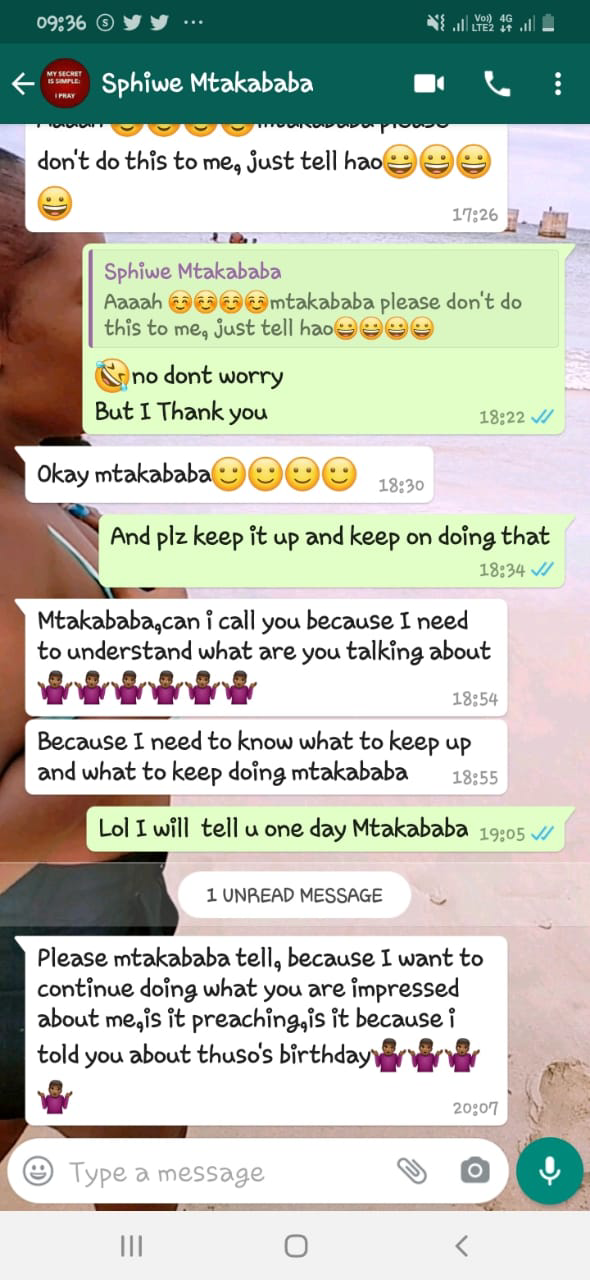 09:36
Vo)) 4G
LTE2
MY SECRET
IS SIMPLE:
I PRAY
Sphiwe Mtakababa
Aaaah ☺️☺️☺️☺️mtakababa please
don't do this to me, just tell hao😀😀😀
😀
17:26
Sphiwe Mtakababa
Aaaah ☺️☺️☺️☺️mtakababa please don't do
this to me, just tell hao😀😀😀😀
🤣no dont worry
But I Thank you
18:22
Okay mtakababa🙂🙂🙂🙂
18:30
And plz keep it up and keep on doing that
18:34
Mtakababa,can i call you because I need
to understand what are you talking about
🤷🏾‍♀️🤷🏾‍♀️🤷🏾‍♀️🤷🏾‍♀️🤷🏾‍♀️🤷🏾‍♀️
18:54
Because I need to know what to keep up
and what to keep doing mtakababa
18:55
Lol I will tell u one day Mtakababa
19:05
1 UNREAD MESSAGE
Please mtakababa tell, because I want to
continue doing what you are impressed
about me,is it preaching,is it because i
told you about thuso's birthday🤷🏾‍♀️🤷🏾‍♀️🤷🏾‍♀️
🤷🏾‍♀️
20:07
Type a message